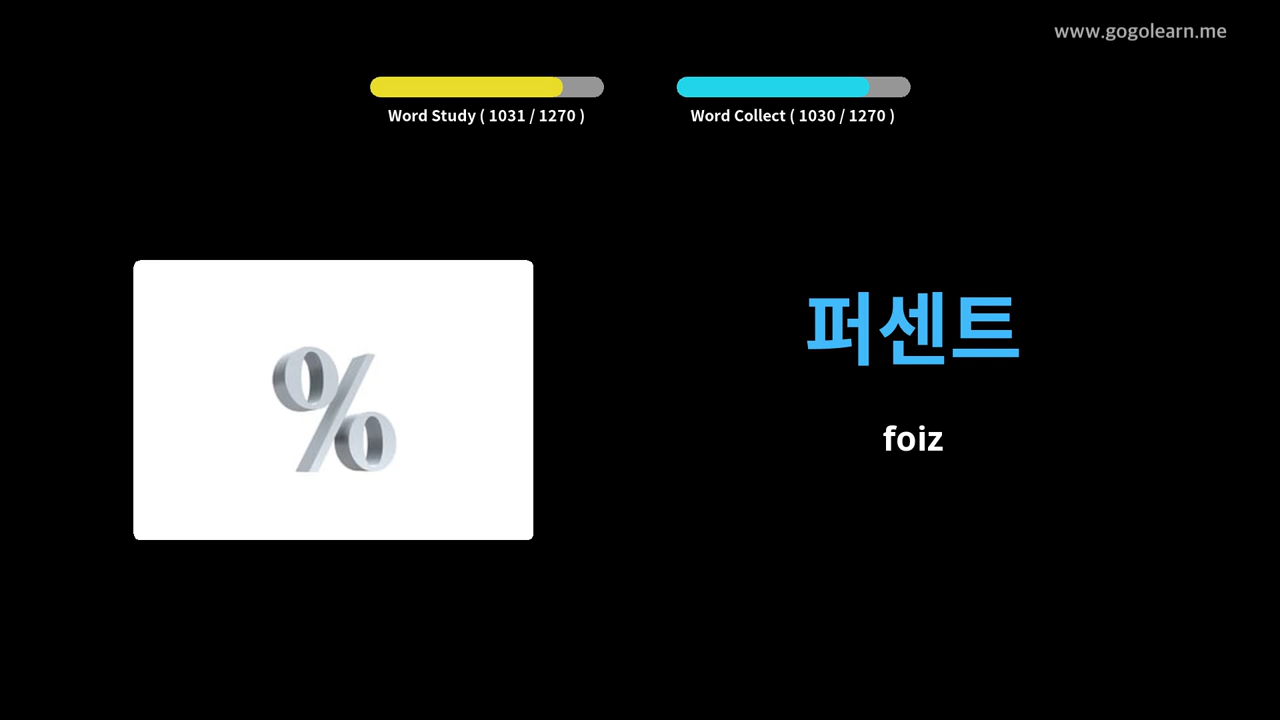 www.gogolearn.me
Word Study ( 1031 / 1270 )
Word Collect ( 1030 / 1270 )
%
퍼센트
foiz